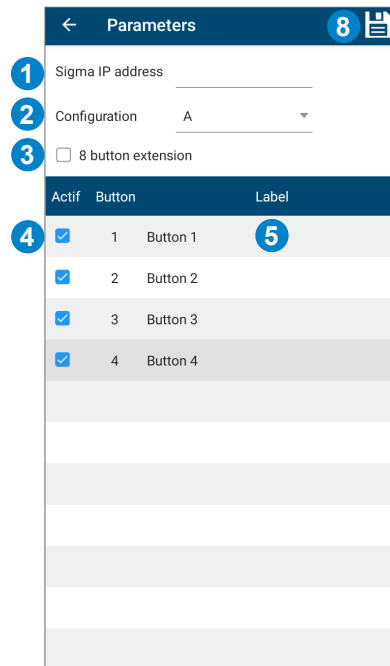 Parameters 8
1 Sigma IP address
2 Configuration A
3 8 button extension
Actif Button Label
4 1 Button 1 5
2 Button 2
3 Button 3
4 Button 4